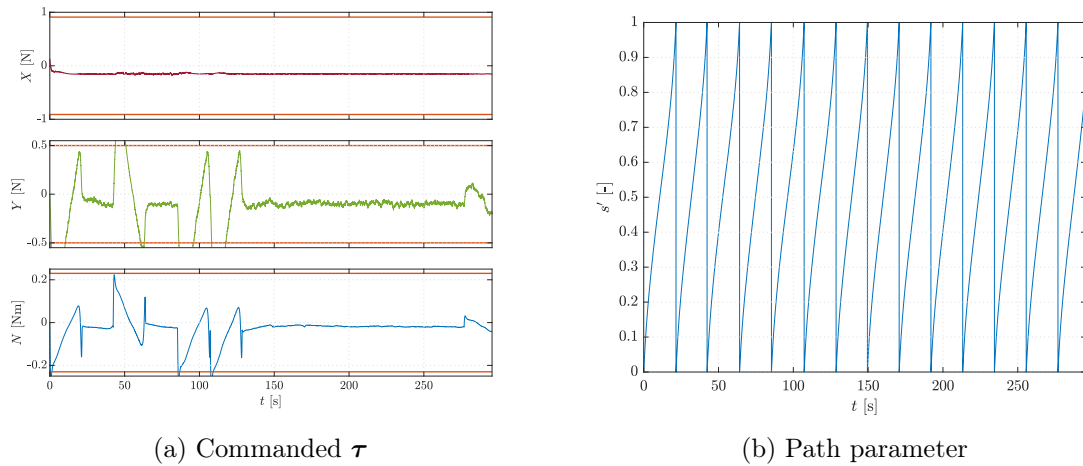 1
0
-1
X [N]
0.5
0
-0.5
Y [N]
0.2
0
-0.2
N [Nm]
0 50 100 150 200 250
t [s]
(a) Commanded τ
1
0.9
0.8
0.7
0.6
0.5
0.4
0.3
0.2
0.1
0
s′ [-]
0 50 100 150 200 250
t [s]
(b) Path parameter